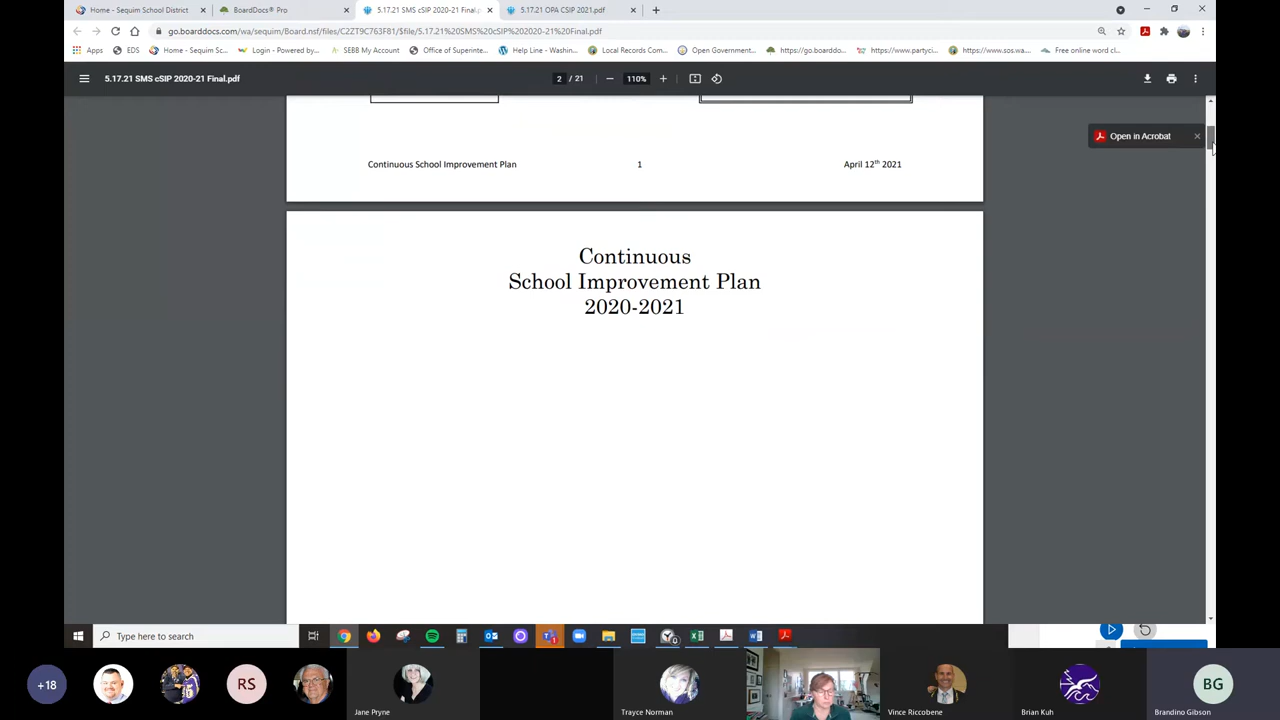 Home - Sequim School District
BoardDocs® Pro
5.17.21 SMS cSIP 2020-21 Final.
5.17.21 OPA CSIP 2021.pdf
go.boarddocs.com/wa/sequim/Board.nsf/files/C2ZT9C763F81/$file/5.17.21%20SMS%20cSIP%202020-21%20Final.pdf
Apps
EDS
Home - Sequim Sc...
Login - Powered by...
SEBB My Account
Office of Superinte...
Help Line - Washin...
Local Records Com...
Open Government...
https://go.boarddo...
https://www.partyci...
https://www.sos.wa...
Free online word cl...
5.17.21 SMS cSIP 2020-21 Final.pdf
2 / 21
110%
Open in Acrobat
Continuous School Improvement Plan 1 April 12th 2021
Continuous
School Improvement Plan
2020-2021
Type here to search
+18
RS
BG
Jane Pryne
Trayce Norman
Vince Riccobene
Brian Kuh
Brandino Gibson